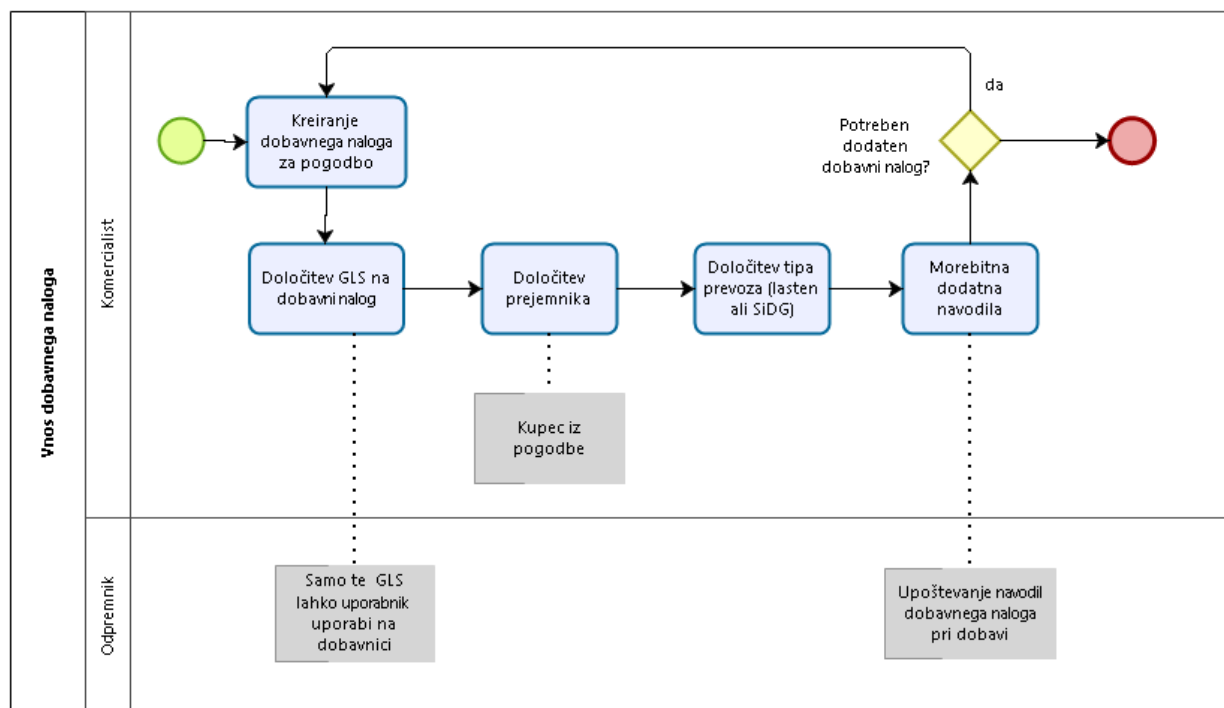 Vnos dobavnega naloga
Komercialist
Kreiranje
dobavnega naloga
za pogodbo
da
Potreben
dodaten
dobavni nalog?
Določitev GLS na
dobavni nalog
Določitev
prejemnika
Določitev tipa
prevoza (lasten
ali SiDG)
Morebitna
dodatna
navodila
Kupec iz
pogodbe
Odpremnik
Samo te GLS
lahko uporabnik
uporabi na
dobavnici
Upoštevanje navodil
dobavnega naloga
pri dobavi